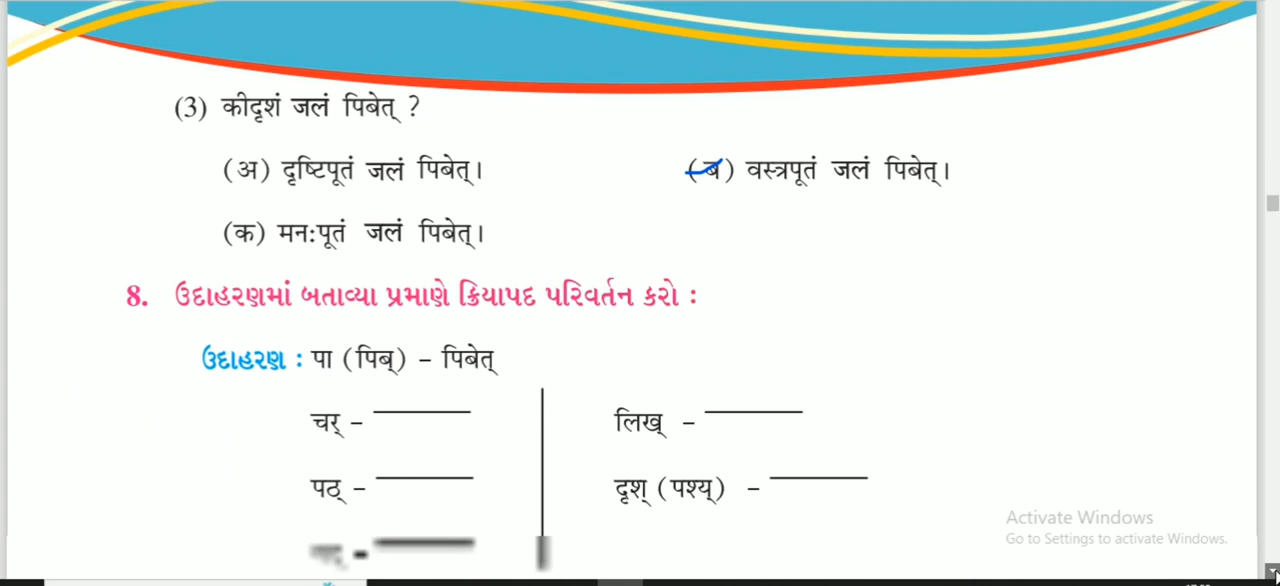 (3) कीदृशं जलं पिबेत् ?
(अ) दृष्टिपूतं जलं पिबेत्। (ब) वस्त्रपूतं जलं पिबेत्।
(क) मनःपूतं जलं पिबेत्।
8. ઉદાહરણમાં બતાવ્યા પ્રમાણે ક્રિયાપદ પરિવર્તન કરો :
ઉદાહરણ : पा (पिब्) – पिबेत्
चर् – लिख् –
पठ् – दृश् (पश्य्) –
Activate Windows
Go to Settings to activate Windows.